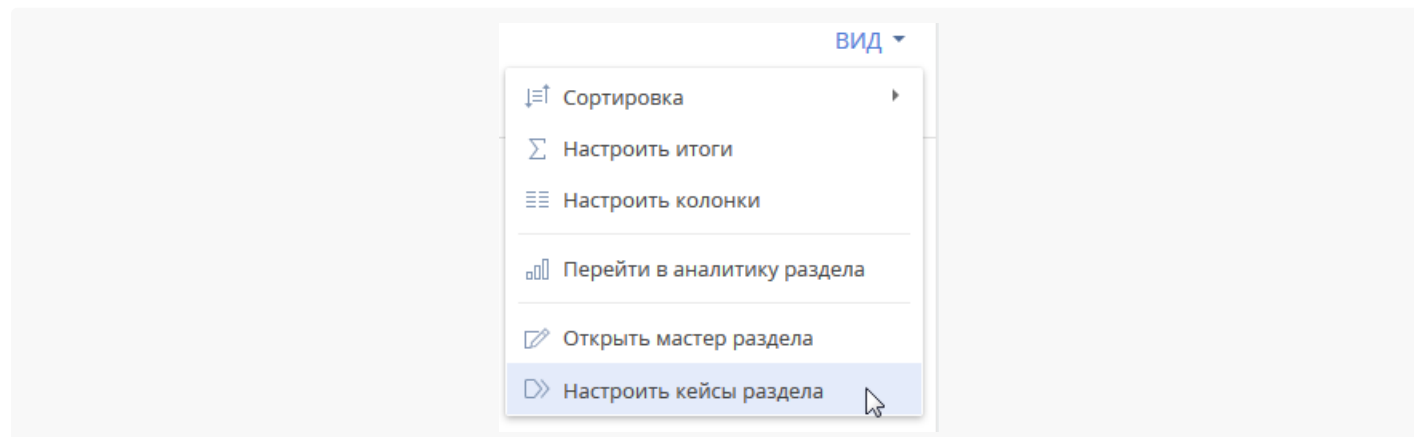 ВИД
Сортировка
Настроить итоги
Настроить колонки
Перейти в аналитику раздела
Открыть мастер раздела
Настроить кейсы раздела